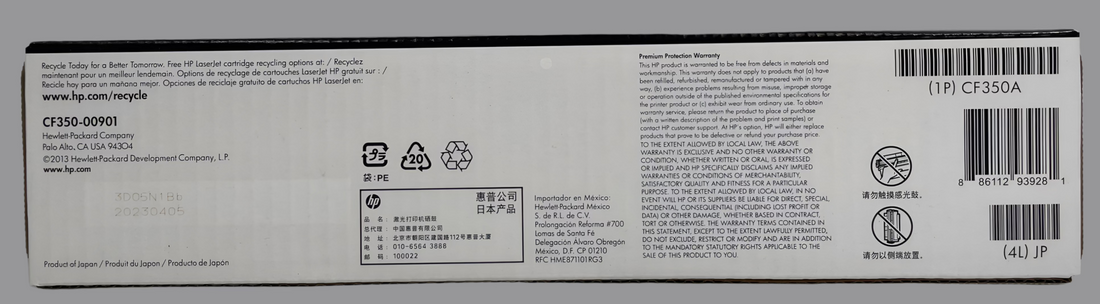 Recycle Today for a Better Tomorrow. Free HP LaserJet cartridge recycling options at: / Recyclez
maintenant pour un meilleur lendemain. Options de recyclage de cartouches LaserJet HP gratuit sur : /
Recicle hoy para un mañana mejor. Opciones de reciclaje gratuito de cartuchos HP LaserJet en:
www.hp.com/recycle
CF350-00901
Hewlett-Packard Company
Palo Alto, CA USA 94304
©2013 Hewlett-Packard Development Company, L.P.
www.hp.com
3D05N1Bb
20230405
Product of Japan / Produit du Japon / Producto de Japón
プラ
袋:PE
20
hp
惠普公司
日本产品
品 名: 激光打印机硒鼓
总代理: 中国惠普有限公司
地 址: 北京市朝阳区建国路112号惠普大厦
电 话: 010-6564 3888
邮 码: 100022
Importado en México:
Hewlett-Packard México
S. de R.L. de C.V.
Prolongación Reforma #700
Lomas de Santa Fé
Delegación Álvaro Obregón
México, D.F. CP 01210
RFC HME871101RG3
Premium Protection Warranty
This HP product is warranted to be free from defects in materials and
workmanship. This warranty does not apply to products that (a) have
been refilled, refurbished, remanufactured or tampered with in any
way, (b) experience problems resulting from misuse, improper storage
or operation outside of the published environmental specifications for
the printer product or (c) exhibit wear from ordinary use. To obtain
warranty service, please return the product to place of purchase
(with a written description of the problem and print samples) or
contact HP customer support. At HP's option, HP will either replace
products that prove to be defective or refund your purchase price.
TO THE EXTENT ALLOWED BY LOCAL LAW, THE ABOVE
WARRANTY IS EXCLUSIVE AND NO OTHER WARRANTY OR
CONDITION, WHETHER WRITTEN OR ORAL, IS EXPRESSED
OR IMPLIED AND HP SPECIFICALLY DISCLAIMS ANY IMPLIED
WARRANTIES OR CONDITIONS OF MERCHANTABILITY,
SATISFACTORY QUALITY AND FITNESS FOR A PARTICULAR
PURPOSE. TO THE EXTENT ALLOWED BY LOCAL LAW, IN NO
EVENT WILL HP OR ITS SUPPLIERS BE LIABLE FOR DIRECT, SPECIAL,
INCIDENTAL, CONSEQUENTIAL (INCLUDING LOST PROFIT OR
DATA) OR OTHER DAMAGE, WHETHER BASED IN CONTRACT,
TORT OR OTHERWISE. THE WARRANTY TERMS CONTAINED IN
THIS STATEMENT, EXCEPT TO THE EXTENT LAWFULLY PERMITTED,
DO NOT EXCLUDE, RESTRICT OR MODIFY AND ARE IN ADDITION
TO THE MANDATORY STATUTORY RIGHTS APPLICABLE TO THE
SALE OF THIS PRODUCT TO YOU.
(1P) CF350A
8 86112 93928 1
请勿触摸感光鼓。
请勿以侧端放置。
(4L) JP